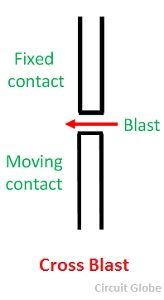 Fixed
contact
Blast
Moving
contact
Cross Blast
Circuit Globe